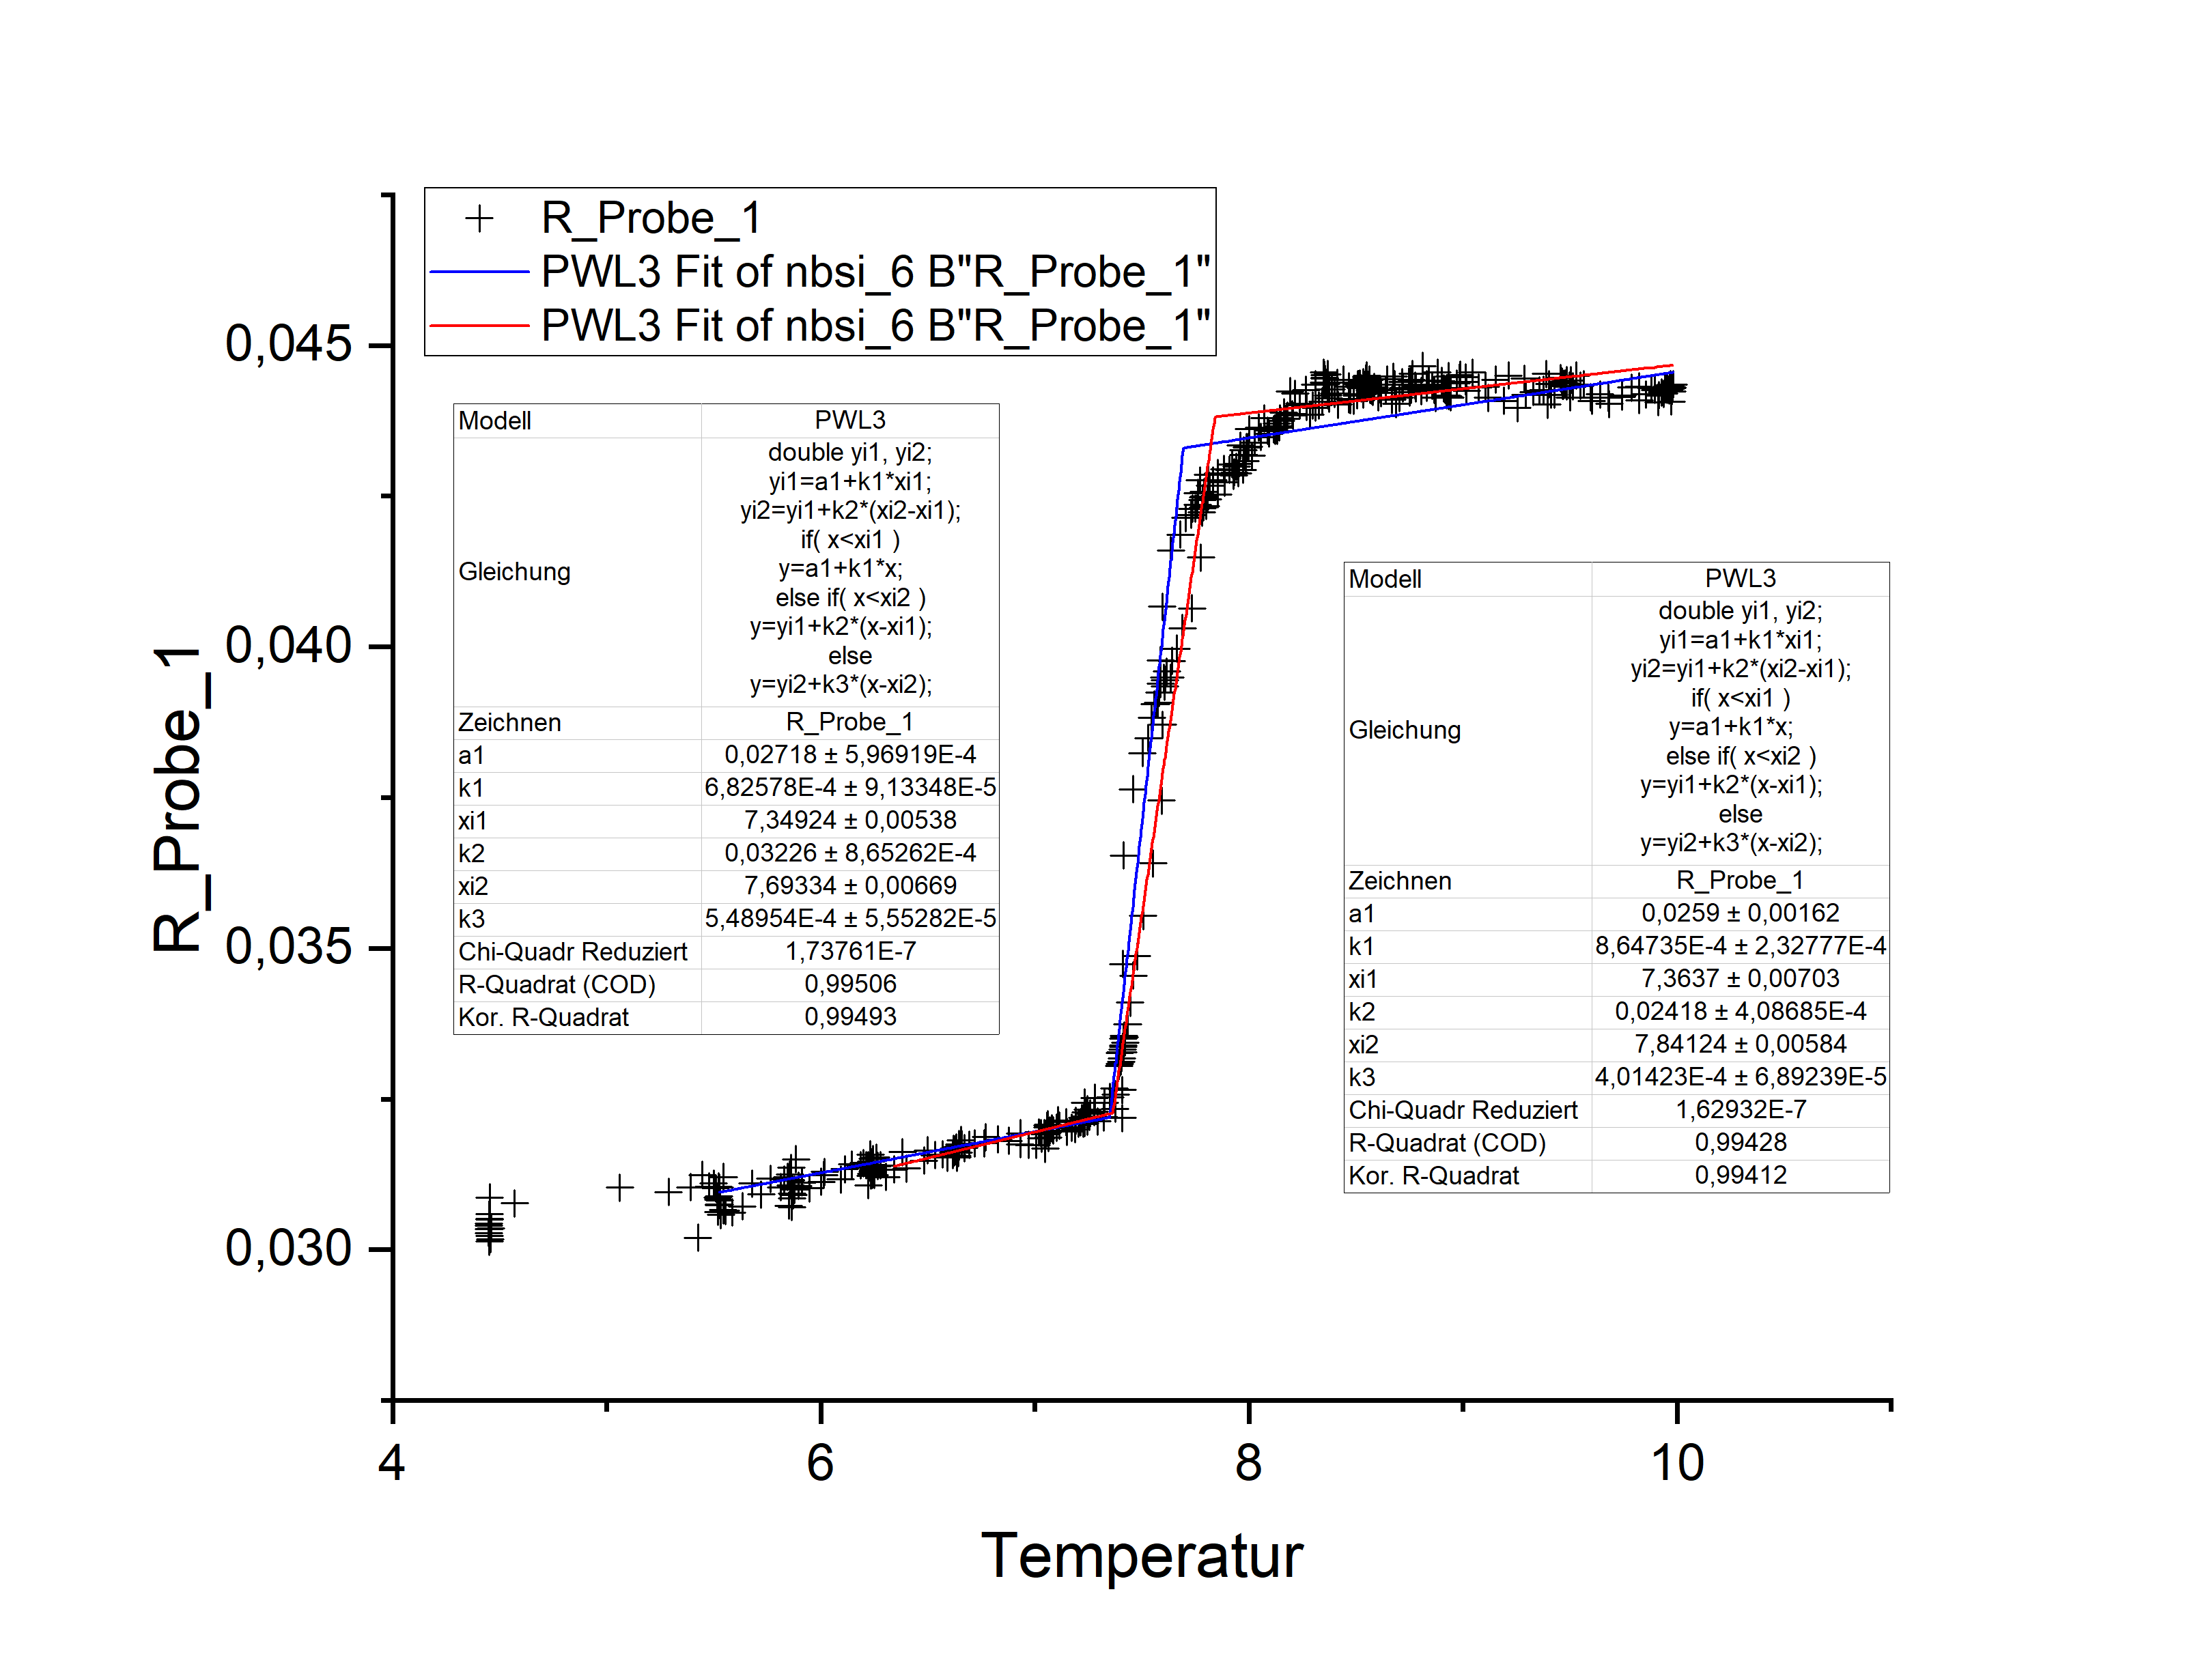 R_Probe_1
PWL3 Fit of nbsi_6 B"R_Probe_1"
PWL3 Fit of nbsi_6 B"R_Probe_1"
0,045
0,040
0,035
0,030
R_Probe_1
4
6
8
10
Temperatur
Modell PWL3
Gleichung
double yi1, yi2;
yi1=a1+k1*xi1;
yi2=yi1+k2*(xi2-xi1);
if( x<xi1 )
y=a1+k1*x;
else if( x<xi2 )
y=yi1+k2*(x-xi1);
else
y=yi2+k3*(x-xi2);
Zeichnen R_Probe_1
a1 0,02718 ± 5,96919E-4
k1 6,82578E-4 ± 9,13348E-5
xi1 7,34924 ± 0,00538
k2 0,03226 ± 8,65262E-4
xi2 7,69334 ± 0,00669
k3 5,48954E-4 ± 5,55282E-5
Chi-Quadr Reduziert 1,73761E-7
R-Quadrat (COD) 0,99506
Kor. R-Quadrat 0,99493
Modell PWL3
Gleichung
double yi1, yi2;
yi1=a1+k1*xi1;
yi2=yi1+k2*(xi2-xi1);
if( x<xi1 )
y=a1+k1*x;
else if( x<xi2 )
y=yi1+k2*(x-xi1);
else
y=yi2+k3*(x-xi2);
Zeichnen R_Probe_1
a1 0,0259 ± 0,00162
k1 8,64735E-4 ± 2,32777E-4
xi1 7,3637 ± 0,00703
k2 0,02418 ± 4,08685E-4
xi2 7,84124 ± 0,00584
k3 4,01423E-4 ± 6,89239E-5
Chi-Quadr Reduziert 1,62932E-7
R-Quadrat (COD) 0,99428
Kor. R-Quadrat 0,99412